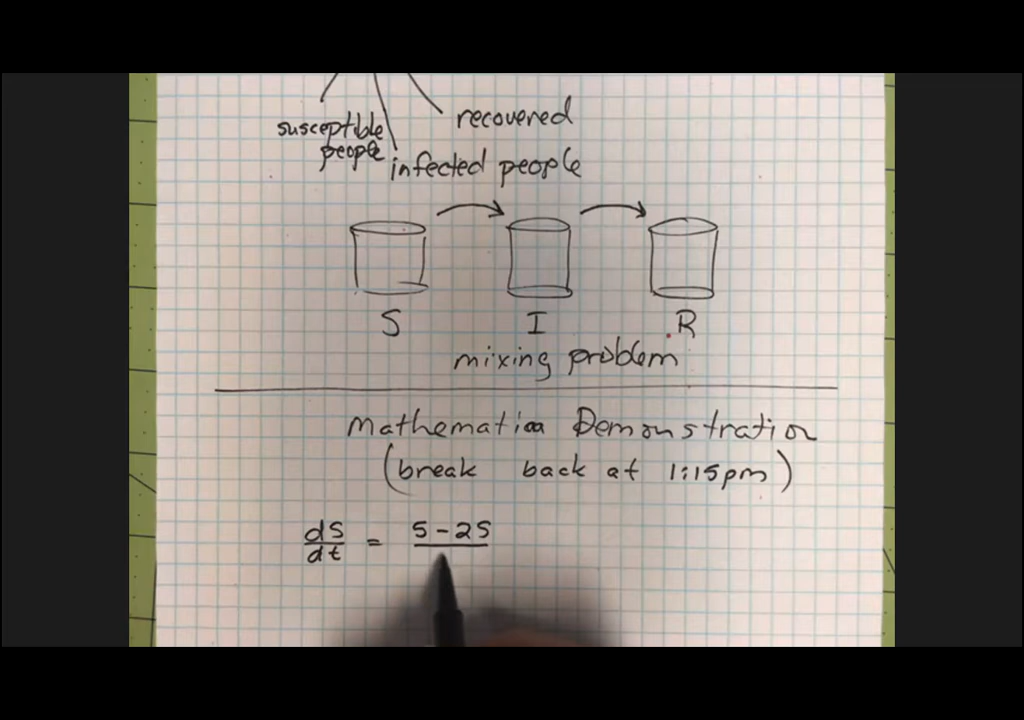 susceptible people
recovered
infected people
S I R
mixing problem
Mathematica Demonstration
(break back at 1:15pm)
dS/dt = 5-2S